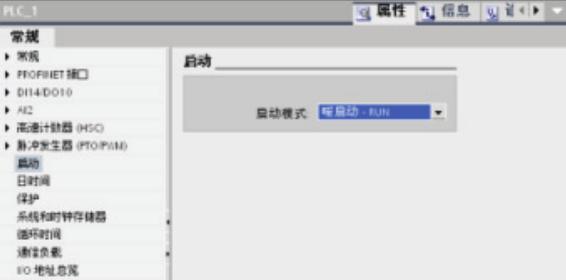 PLC_1
属性
信息
常规
常规
PROFINET 接口
DI14/DO10
AI2
高速计数器 (HSC)
脉冲发生器 (PTO/PWM)
启动
日时间
保护
系统和时钟存储器
循环时间
通信负载
I/O 地址总览
启动
启动模式
暖启动 - RUN